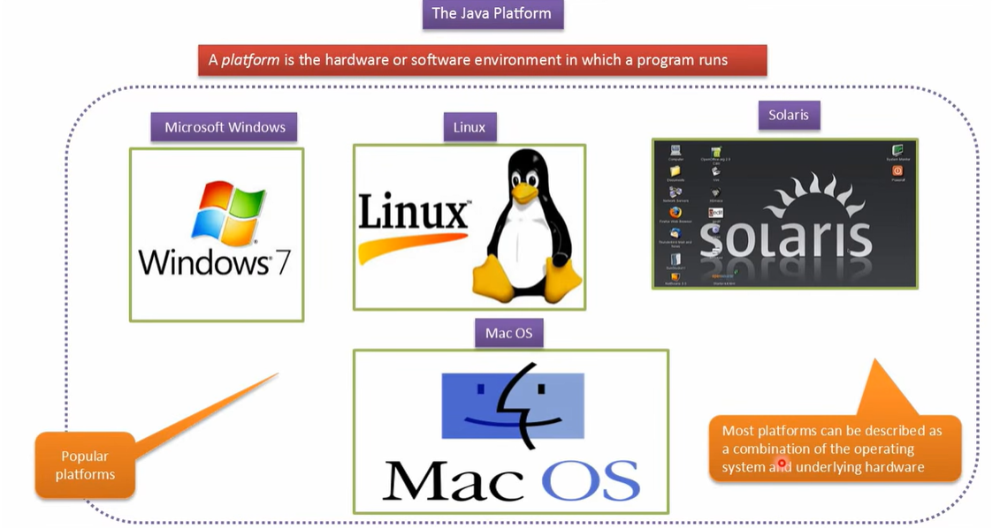 The Java Platform
A platform is the hardware or software environment in which a program runs
Microsoft Windows
Linux
Solaris
Windows 7
Linux™
solaris
Mac OS
Mac OS
Popular
platforms
Most platforms can be described as
a combination of the operating
system and underlying hardware